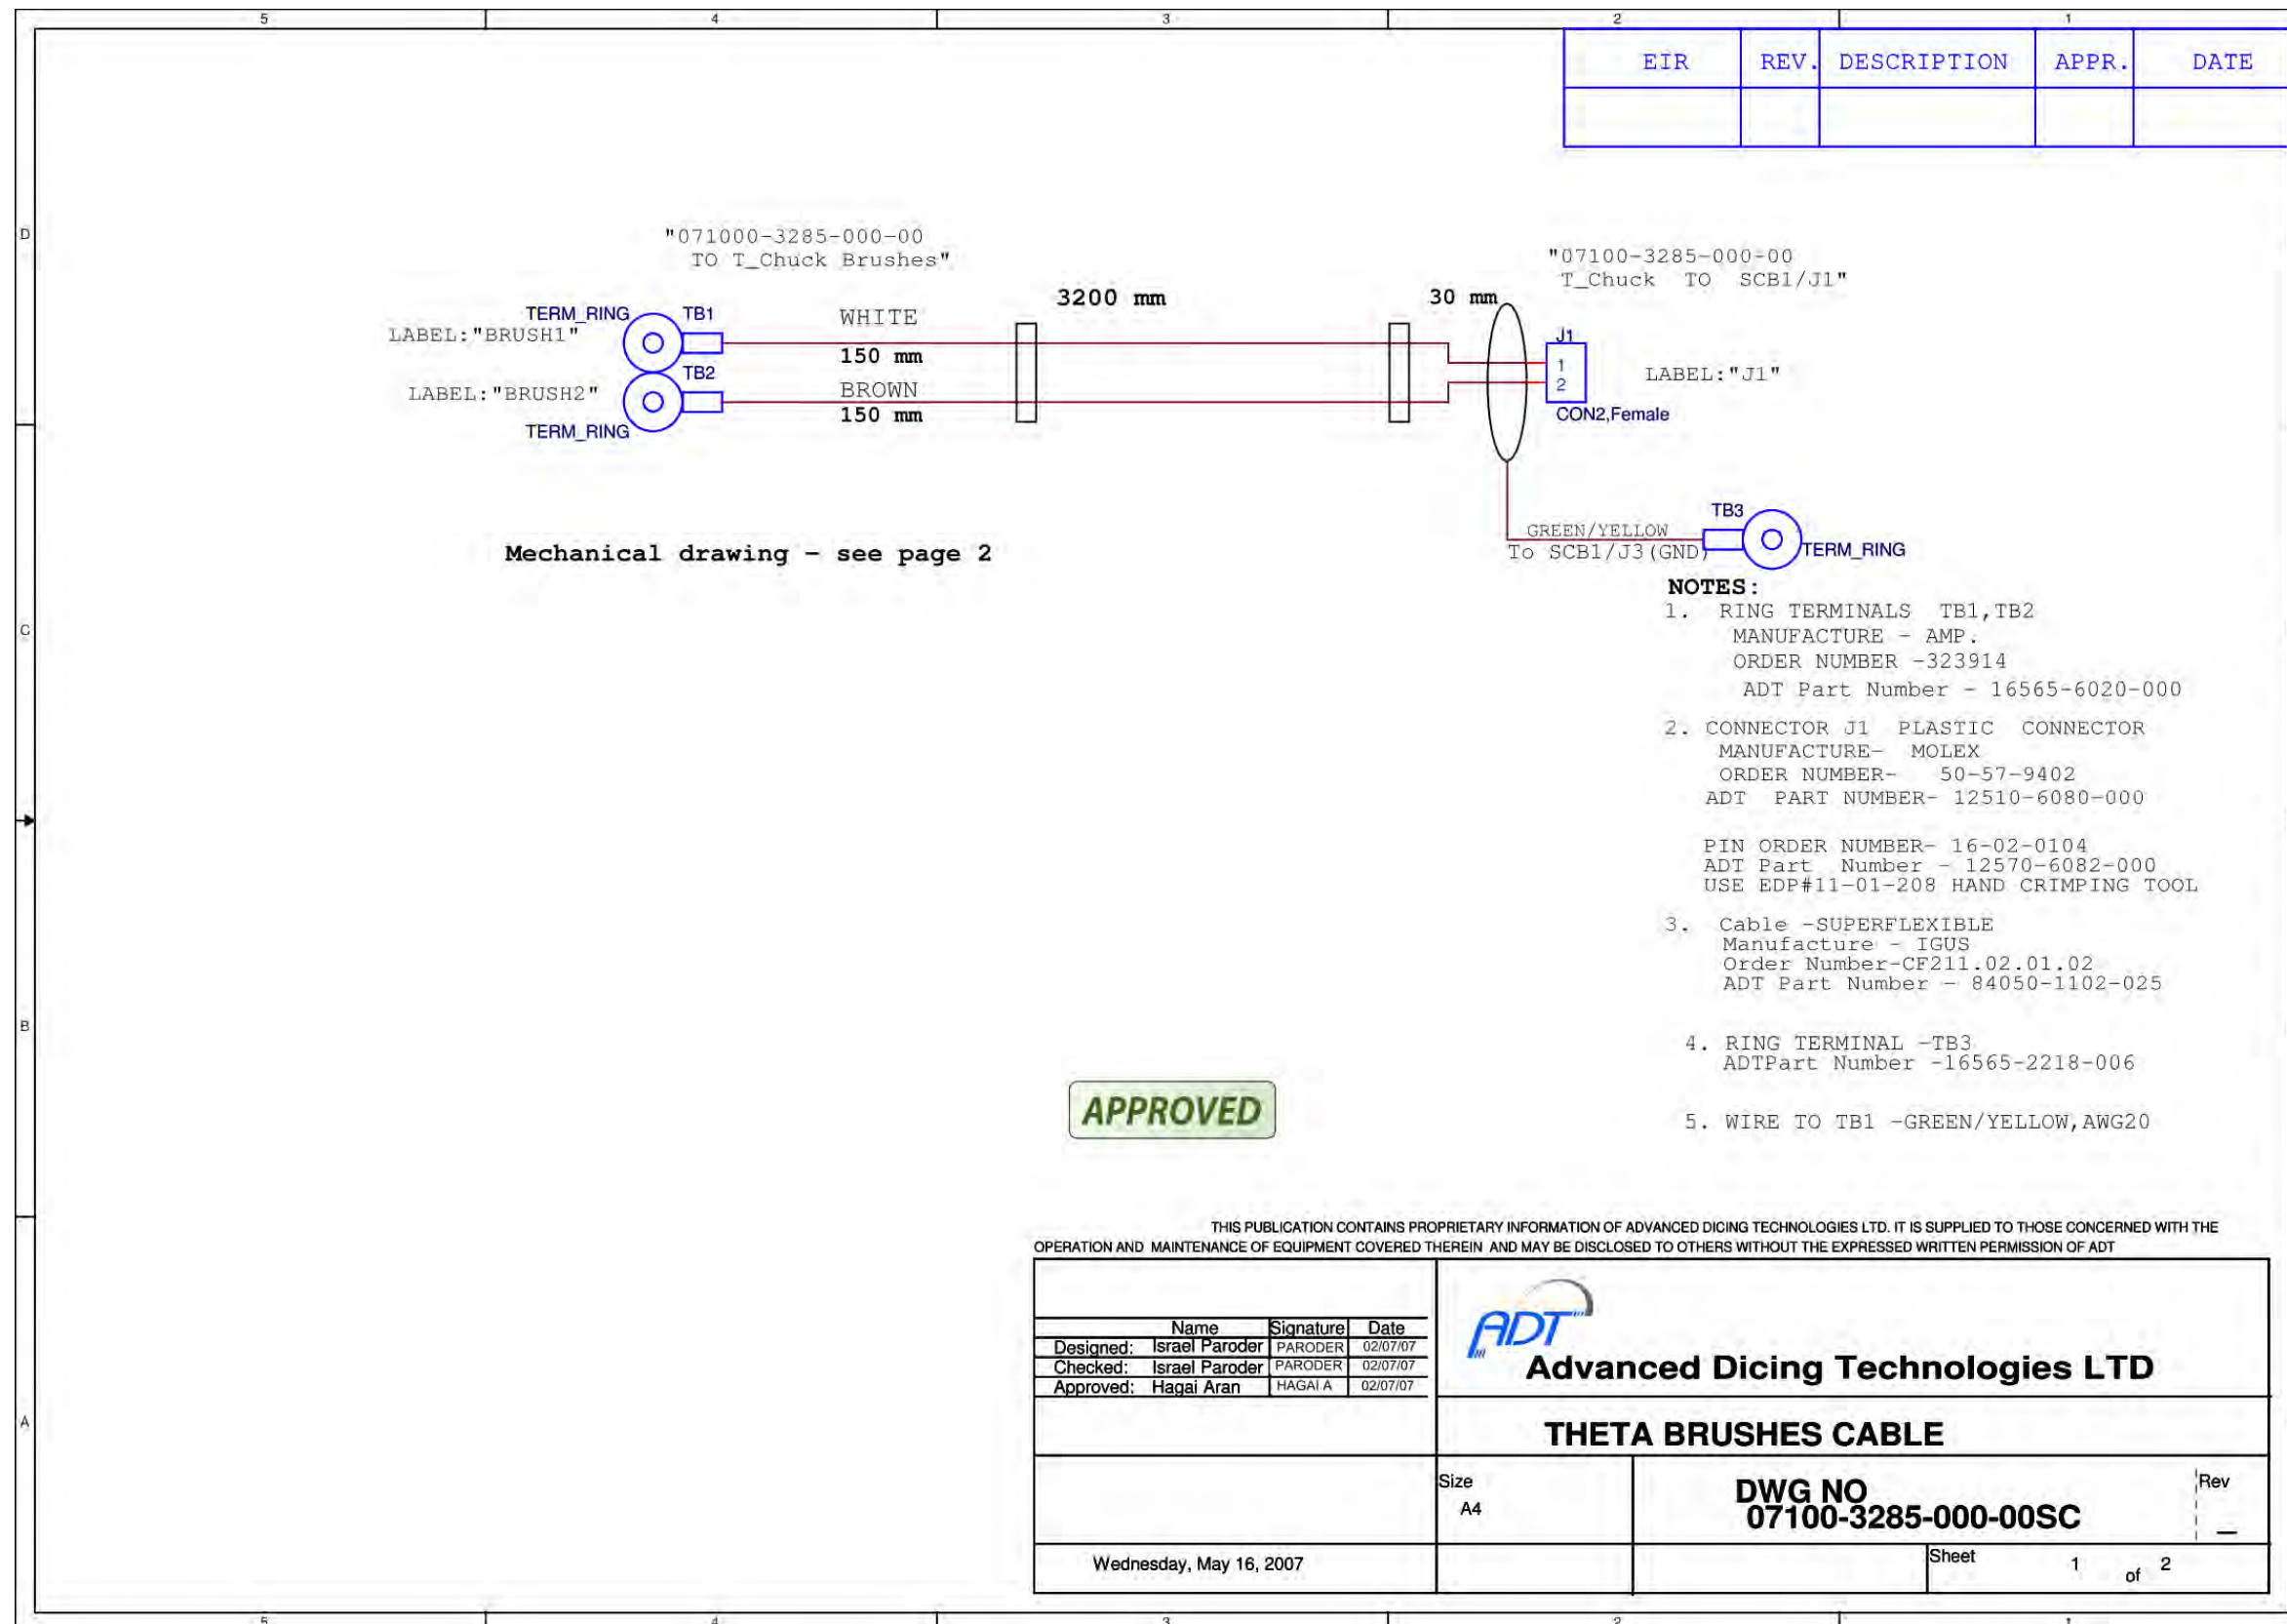 5 4 3 2 1
EIR REV. DESCRIPTION APPR. DATE
D
"071000-3285-000-00
TO T_Chuck Brushes"
"07100-3285-000-00
T_Chuck TO SCB1/J1"
3200 mm
30 mm
TERM_RING TB1
LABEL:"BRUSH1"
WHITE
150 mm
TB2
LABEL:"BRUSH2"
BROWN
150 mm
TERM_RING
J1
1
2
LABEL:"J1"
CON2,Female
TB3
GREEN/YELLOW
To SCB1/J3(GND)
TERM_RING
Mechanical drawing - see page 2
C
NOTES:
1. RING TERMINALS TB1,TB2
MANUFACTURE - AMP.
ORDER NUMBER -323914
ADT Part Number - 16565-6020-000
2. CONNECTOR J1 PLASTIC CONNECTOR
MANUFACTURE- MOLEX
ORDER NUMBER- 50-57-9402
ADT PART NUMBER- 12510-6080-000
PIN ORDER NUMBER- 16-02-0104
ADT Part Number - 12570-6082-000
USE EDP#11-01-208 HAND CRIMPING TOOL
3. Cable -SUPERFLEXIBLE
Manufacture - IGUS
Order Number-CF211.02.01.02
ADT Part Number - 84050-1102-025
B
4. RING TERMINAL -TB3
ADTPart Number -16565-2218-006
APPROVED
5. WIRE TO TB1 -GREEN/YELLOW,AWG20
THIS PUBLICATION CONTAINS PROPRIETARY INFORMATION OF ADVANCED DICING TECHNOLOGIES LTD. IT IS SUPPLIED TO THOSE CONCERNED WITH THE
OPERATION AND MAINTENANCE OF EQUIPMENT COVERED THEREIN AND MAY BE DISCLOSED TO OTHERS WITHOUT THE EXPRESSED WRITTEN PERMISSION OF ADT
Name Signature Date
Designed: Israel Paroder PARODER 02/07/07
Checked: Israel Paroder PARODER 02/07/07
Approved: Hagai Aran HAGAI A 02/07/07
ADT
Advanced Dicing Technologies LTD
A
THETA BRUSHES CABLE
Size
A4
DWG NO
07100-3285-000-00SC
Rev
_
Wednesday, May 16, 2007
Sheet 1 of 2
5 4 3 2 1